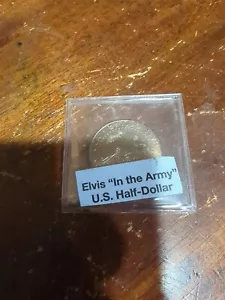 Elvis "In the Army"
U.S. Half-Dollar